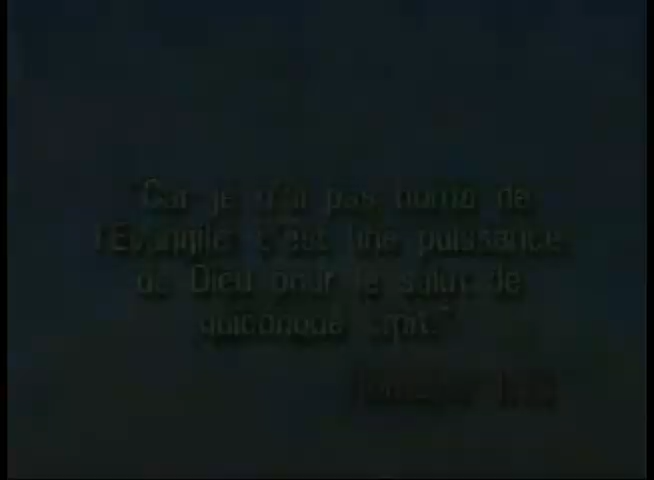 "Car je n'ai pas honte de
l'Evangile: c'est une puissance
de Dieu pour le salut de
quiconque croit."